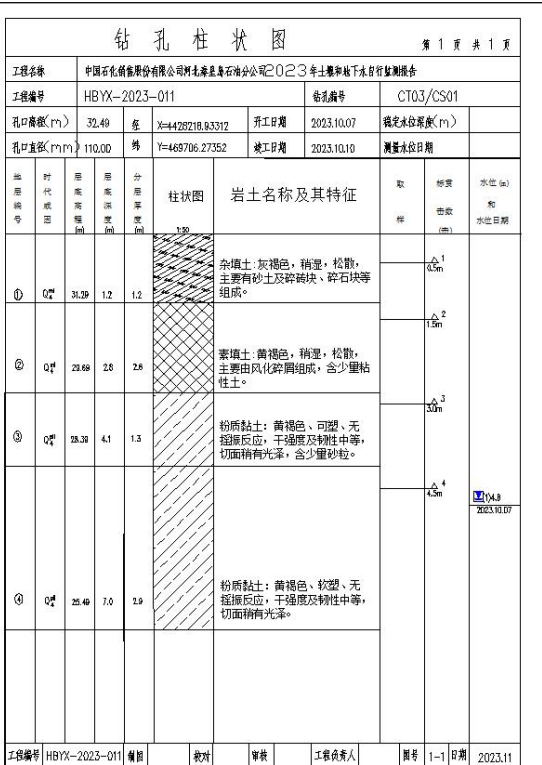 钻孔柱状图
第 1 页 共 1 页
工程名称 中国石化销售股份有限公司河北秦皇岛石油分公司2023年土壤和地下水自行监测报告
工程编号 HBYX-2023-011 钻孔编号 CT03/CS01
孔口高程(m) 32.49 经 X=4428218.93312 开工日期 2023.10.07 稳定水位深度(m)
孔口直径(mm) 110.00 纬 Y=469706.27352 竣工日期 2023.10.10 测量水位日期
地层编号 时代成因 层底高程(m) 层底深度(m) 分层厚度(m) 柱状图 1:50 岩土名称及其特征 取样 标贯击数(击) 水位(m)和水位日期
杂填土:灰褐色,稍湿,松散,
主要有砂土及碎砖块、碎石块等
组成。
① Q₄ᵐˡ 31.29 1.2 1.2
1
0.5m
2
1.5m
素填土:黄褐色,稍湿,松散,
主要由风化碎屑组成,含少量粘
性土。
② 29.69 2.8 2.6
3
3.0m
粉质黏土:黄褐色、可塑、无
摇振反应,干强度及韧性中等,
切面稍有光泽,含少量砂粒。
③ 28.39 4.1 1.3
4
4.5m
(1)4.9
2023.10.07
粉质黏土:黄褐色、软塑、无
摇振反应,干强度及韧性中等,
切面稍有光泽。
④ 25.49 7.0 2.9
工程编号 HBYX-2023-011 制图 校对 审核 工程负责人 图号 1-1 日期 2023.11